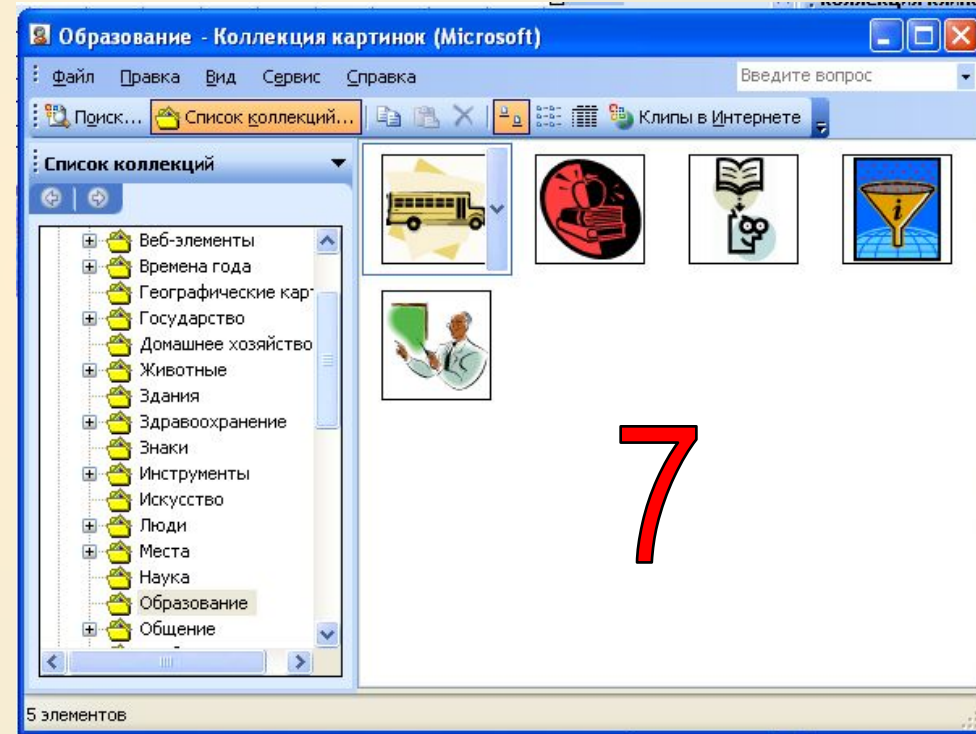 Образование - Коллекция картинок (Microsoft)
Файл Правка Вид Сервис Справка Введите вопрос
Поиск... Список коллекций... Клипы в Интернете
Список коллекций
Веб-элементы
Времена года
Географические кар
Государство
Домашнее хозяйство
Животные
Здания
Здравоохранение
Знаки
Инструменты
Искусство
Люди
Места
Наука
Образование
Общение
i
7
5 элементов